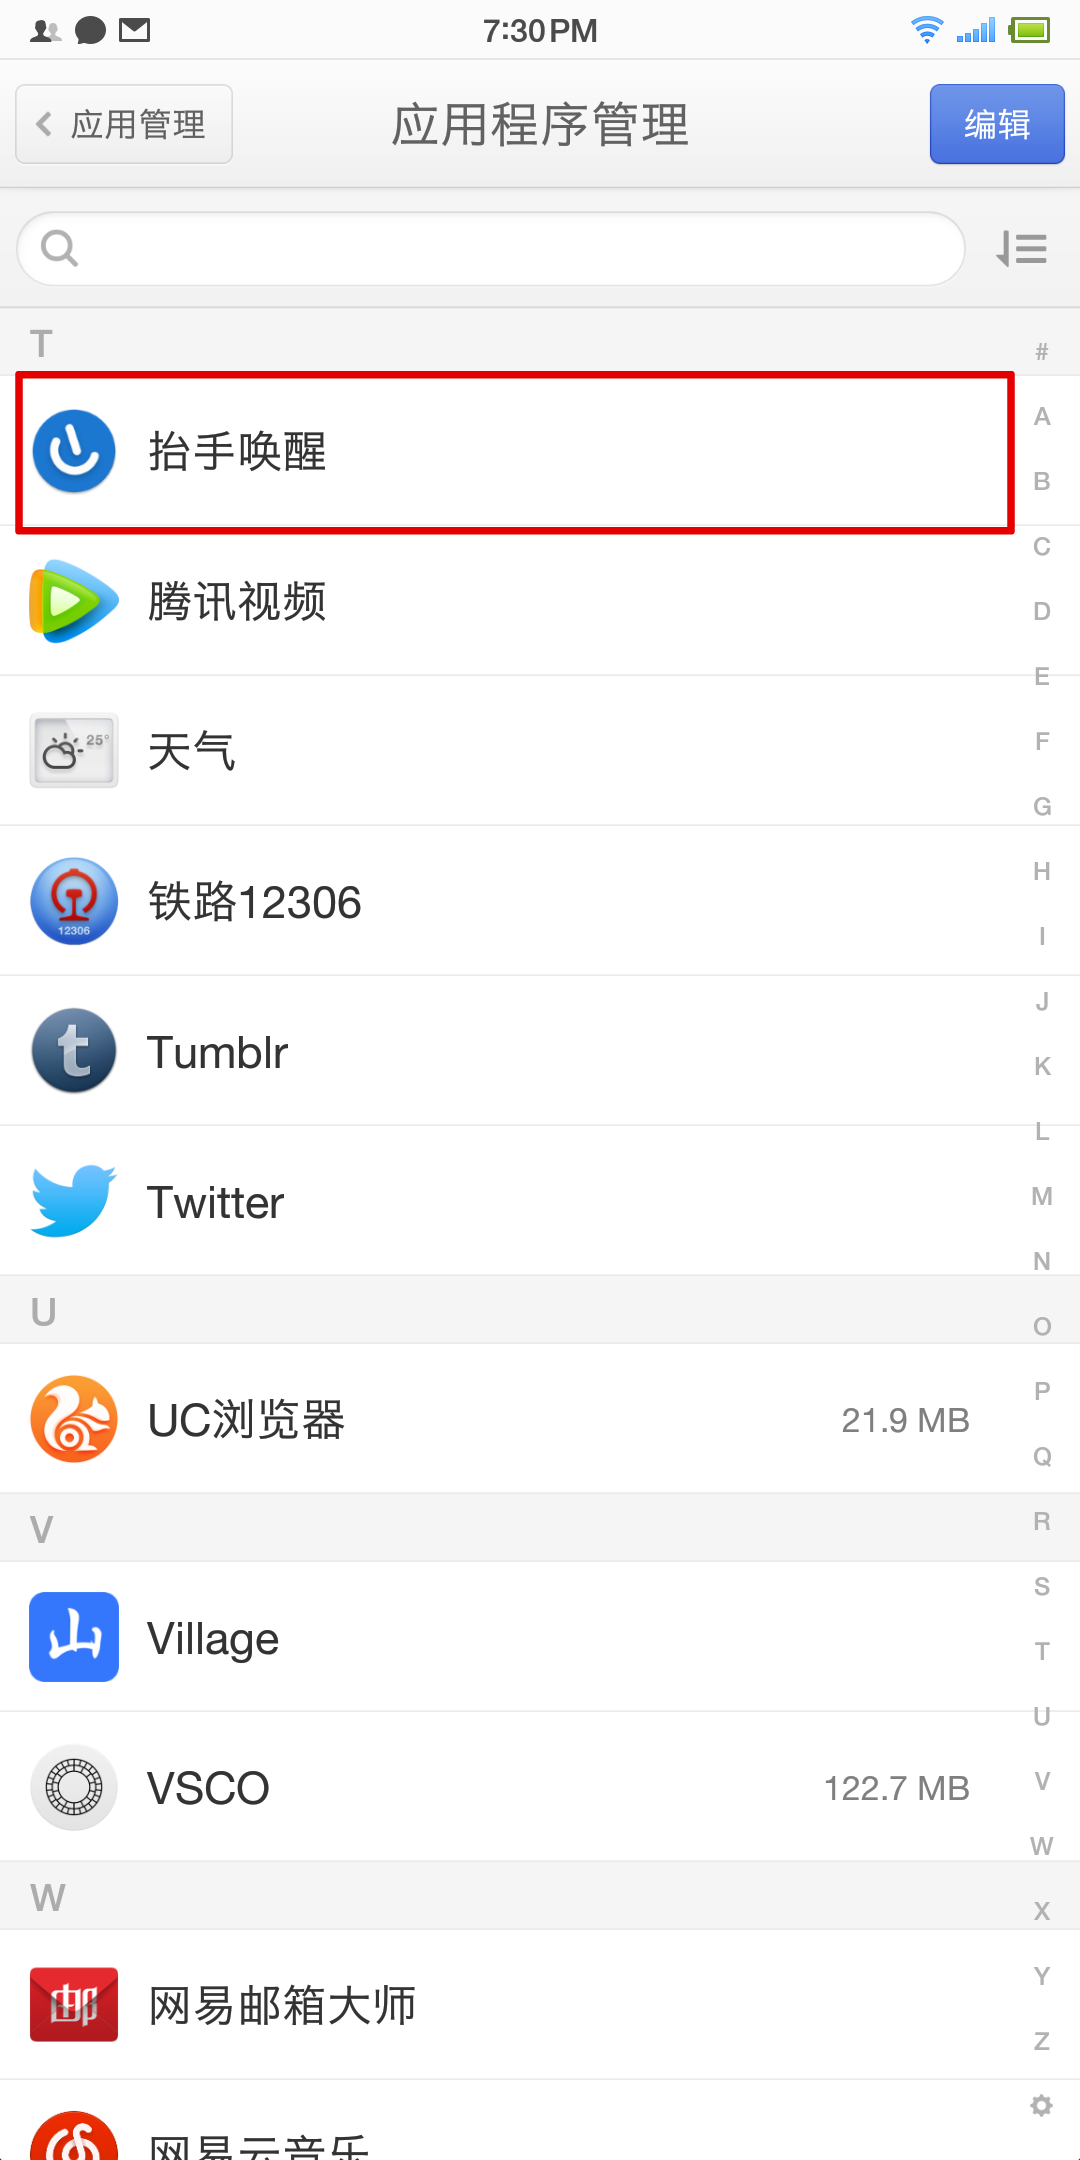 7:30 PM
应用管理
应用程序管理
编辑
T
#
抬手唤醒
A
B
C
腾讯视频
D
E
25°
天气
F
G
H
铁路12306
12306
I
J
Tumblr
K
L
Twitter
M
N
U
O
P
UC浏览器
21.9 MB
Q
V
R
S
山
Village
T
U
VSCO
122.7 MB
V
W
W
X
邮
网易邮箱大师
Y
Z
网易云音乐